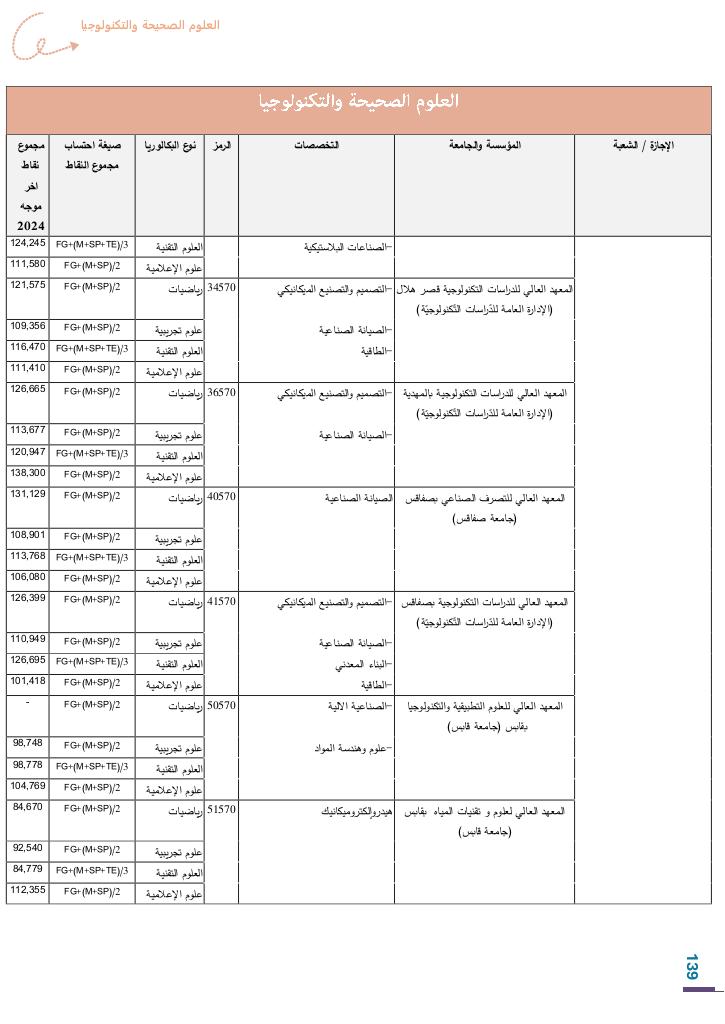 العلوم الصحيحة والتكنولوجيا
العلوم الصحيحة والتكنولوجيا
الإجازة / الشعبة | المؤسسة والجامعة | التخصصات | الرمز | نوع البكالوريا | صيغة احتساب مجموع النقاط | مجموع نقاط اخر موجه 2024
–الصناعات البلاستيكية | العلوم التقنية | FG+(M+SP+TE)/3 | 124,245
علوم الإعلامية | FG+(M+SP)/2 | 111,580
المعهد العالي للدراسات التكنولوجية قصر هلال | –التصميم والتصنيع الميكانيكي | 34570 | رياضيات | FG+(M+SP)/2 | 121,575
(الإدارة العامة للدّراسات التّكنولوجيّة)
–الصيانة الصناعية | علوم تجريبية | FG+(M+SP)/2 | 109,356
–الطاقية | العلوم التقنية | FG+(M+SP+TE)/3 | 116,470
علوم الإعلامية | FG+(M+SP)/2 | 111,410
المعهد العالي للدراسات التكنولوجية بالمهدية | –التصميم والتصنيع الميكانيكي | 36570 | رياضيات | FG+(M+SP)/2 | 126,665
(الإدارة العامة للدّراسات التّكنولوجيّة)
–الصيانة الصناعية | علوم تجريبية | FG+(M+SP)/2 | 113,677
العلوم التقنية | FG+(M+SP+TE)/3 | 120,947
علوم الإعلامية | FG+(M+SP)/2 | 138,300
المعهد العالي للتصرف الصناعي بصفاقس | الصيانة الصناعية | 40570 | رياضيات | FG+(M+SP)/2 | 131,129
(جامعة صفاقس)
علوم تجريبية | FG+(M+SP)/2 | 108,901
العلوم التقنية | FG+(M+SP+TE)/3 | 113,768
علوم الإعلامية | FG+(M+SP)/2 | 106,080
المعهد العالي للدراسات التكنولوجية بصفاقس | –التصميم والتصنيع الميكانيكي | 41570 | رياضيات | FG+(M+SP)/2 | 126,399
(الإدارة العامة للدّراسات التّكنولوجيّة)
–الصيانة الصناعية | علوم تجريبية | FG+(M+SP)/2 | 110,949
–البناء المعدني | العلوم التقنية | FG+(M+SP+TE)/3 | 126,695
–الطاقية | علوم الإعلامية | FG+(M+SP)/2 | 101,418
المعهد العالي للعلوم التطبيقية والتكنولوجيا | –الصناعية الالية | 50570 | رياضيات | FG+(M+SP)/2 | -
بقابس (جامعة قابس)
–علوم وهندسة المواد | علوم تجريبية | FG+(M+SP)/2 | 98,748
العلوم التقنية | FG+(M+SP+TE)/3 | 98,778
علوم الإعلامية | FG+(M+SP)/2 | 104,769
المعهد العالي لعلوم و تقنيات المياه بقابس | هيدروإلكتروميكانيك | 51570 | رياضيات | FG+(M+SP)/2 | 84,670
(جامعة قابس)
علوم تجريبية | FG+(M+SP)/2 | 92,540
العلوم التقنية | FG+(M+SP+TE)/3 | 84,779
علوم الإعلامية | FG+(M+SP)/2 | 112,355
139